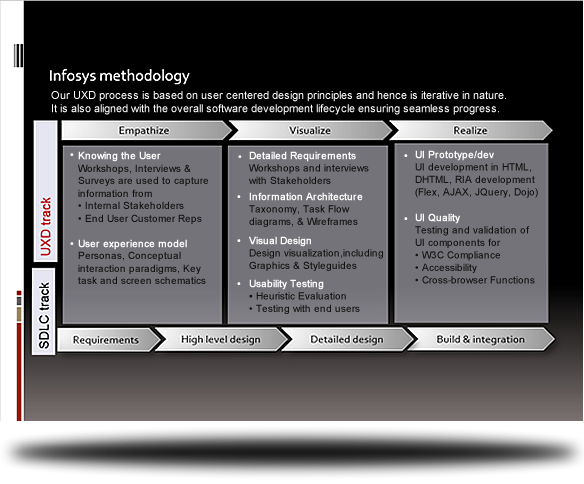 Infosys methodology
Our UXD process is based on user centered design principles and hence is iterative in nature.
It is also aligned with the overall software development lifecycle ensuring seamless progress.
UXD track
Empathize
• Knowing the User
Workshops, Interviews &
Surveys are used to capture
information from
• Internal Stakeholders
• End User Customer Reps
• User experience model
Personas, Conceptual
interaction paradigms, Key
task and screen schematics
Visualize
• Detailed Requirements
Workshops and interviews
with Stakeholders
• Information Architecture
Taxonomy, Task Flow
diagrams, & Wireframes
• Visual Design
Design visualization,including
Graphics & Styleguides
• Usability Testing
• Heuristic Evaluation
• Testing with end users
Realize
• UI Prototype/dev
UI development in HTML,
DHTML, RIA development
(Flex, AJAX, JQuery, Dojo)
• UI Quality
Testing and validation of
UI components for
• W3C Compliance
• Accessibility
• Cross-browser Functions
SDLC track
Requirements
High level design
Detailed design
Build & integration